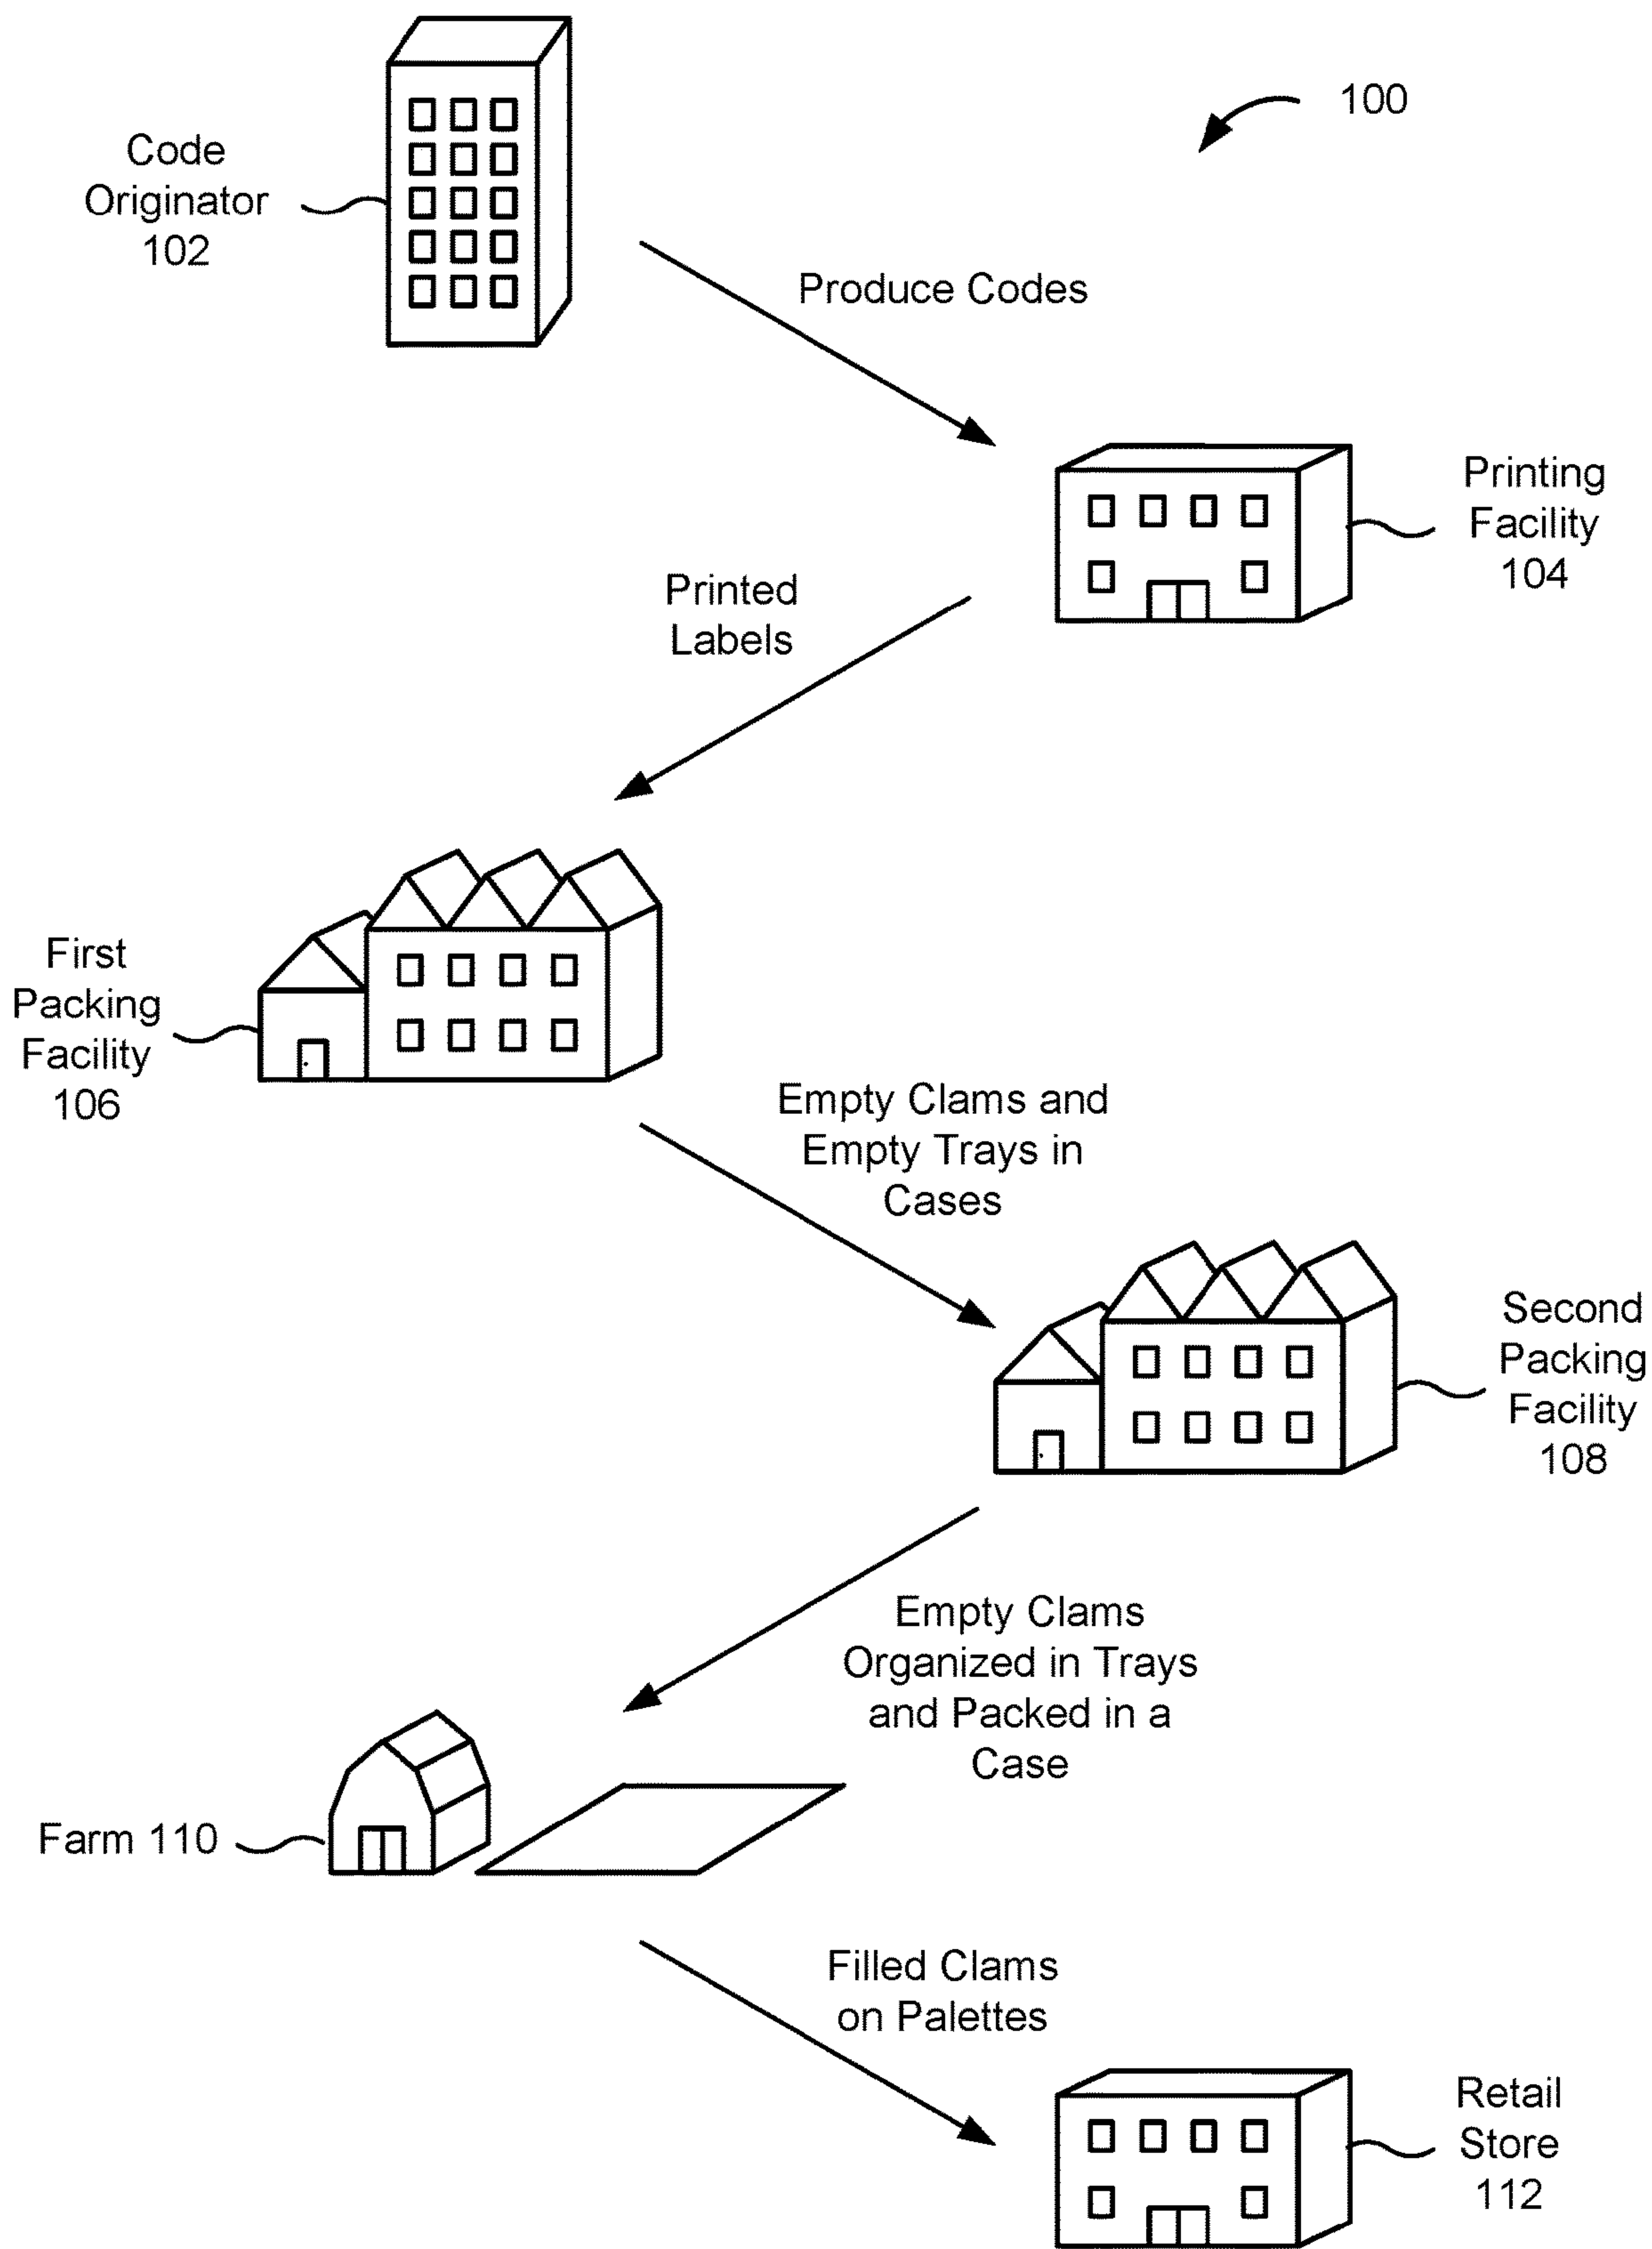 100
Code
Originator
102
Produce Codes
Printing
Facility
104
Printed
Labels
First
Packing
Facility
106
Empty Clams and
Empty Trays in
Cases
Second
Packing
Facility
108
Empty Clams
Organized in Trays
and Packed in a
Case
Farm 110
Filled Clams
on Palettes
Retail
Store
112